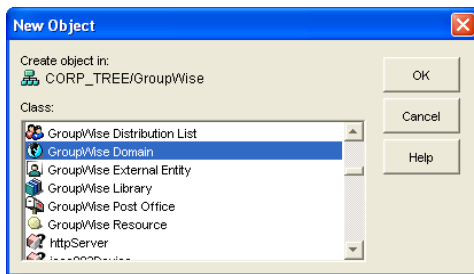 New Object
Create object in:
CORP_TREE/GroupWise
OK
Class:
Cancel
GroupWise Distribution List
GroupWise Domain
Help
GroupWise External Entity
GroupWise Library
GroupWise Post Office
GroupWise Resource
httpServer